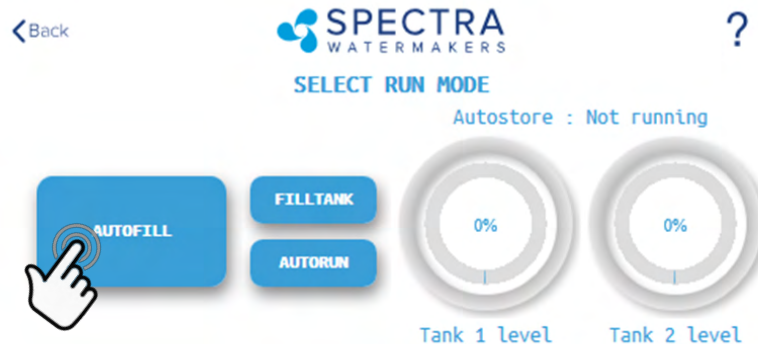 Back
SPECTRA
WATERMAKERS
?
SELECT RUN MODE
Autostore : Not running
AUTOFILL
FILLTANK
AUTORUN
0%
0%
Tank 1 level
Tank 2 level